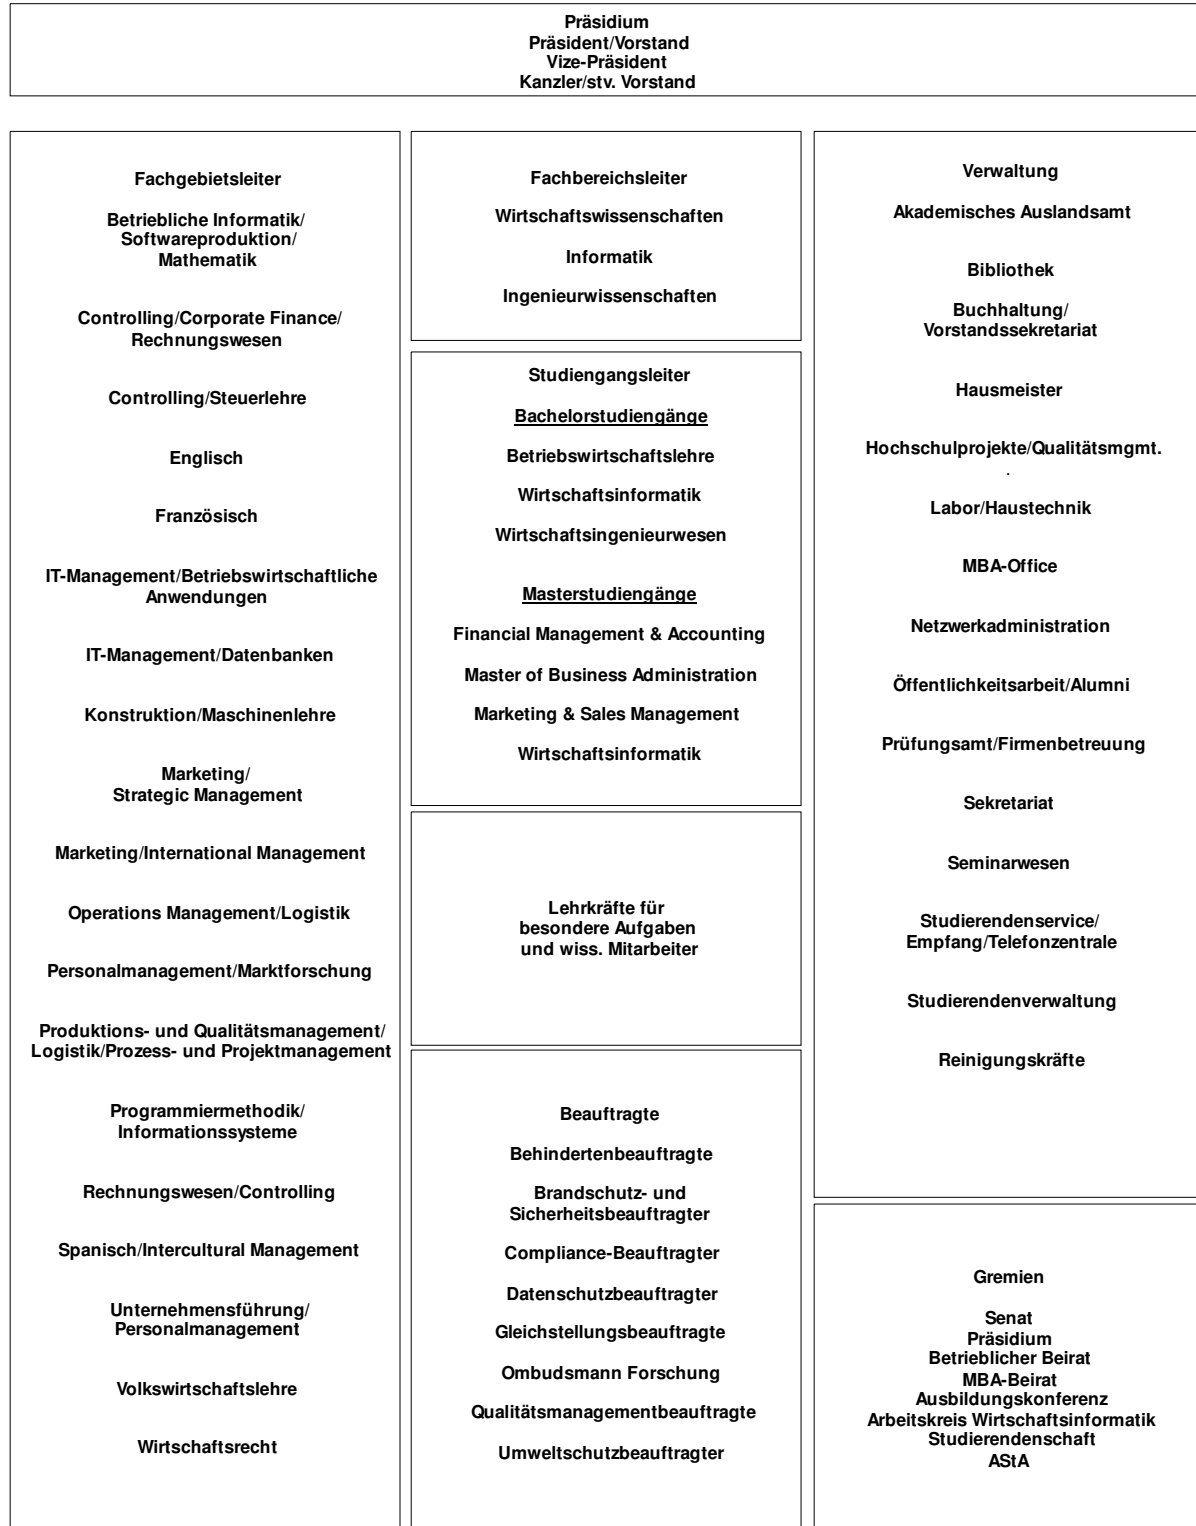 Präsidium
Präsident/Vorstand
Vize-Präsident
Kanzler/stv. Vorstand
Fachgebietsleiter
Betriebliche Informatik/
Softwareproduktion/
Mathematik
Controlling/Corporate Finance/
Rechnungswesen
Controlling/Steuerlehre
Englisch
Französisch
IT-Management/Betriebswirtschaftliche
Anwendungen
IT-Management/Datenbanken
Konstruktion/Maschinenlehre
Marketing/
Strategic Management
Marketing/International Management
Operations Management/Logistik
Personalmanagement/Marktforschung
Produktions- und Qualitätsmanagement/
Logistik/Prozess- und Projektmanagement
Programmiermethodik/
Informationssysteme
Rechnungswesen/Controlling
Spanisch/Intercultural Management
Unternehmensführung/
Personalmanagement
Volkswirtschaftslehre
Wirtschaftsrecht
Fachbereichsleiter
Wirtschaftswissenschaften
Informatik
Ingenieurwissenschaften
Studiengangsleiter
Bachelorstudiengänge
Betriebswirtschaftslehre
Wirtschaftsinformatik
Wirtschaftsingenieurwesen
Masterstudiengänge
Financial Management & Accounting
Master of Business Administration
Marketing & Sales Management
Wirtschaftsinformatik
Lehrkräfte für
besondere Aufgaben
und wiss. Mitarbeiter
Beauftragte
Behindertenbeauftragte
Brandschutz- und
Sicherheitsbeauftragter
Compliance-Beauftragter
Datenschutzbeauftragter
Gleichstellungsbeauftragte
Ombudsmann Forschung
Qualitätsmanagementbeauftragte
Umweltschutzbeauftragter
Verwaltung
Akademisches Auslandsamt
Bibliothek
Buchhaltung/
Vorstandssekretariat
Hausmeister
Hochschulprojekte/Qualitätsmgmt.
.
Labor/Haustechnik
MBA-Office
Netzwerkadministration
Öffentlichkeitsarbeit/Alumni
Prüfungsamt/Firmenbetreuung
Sekretariat
Seminarwesen
Studierendenservice/
Empfang/Telefonzentrale
Studierendenverwaltung
Reinigungskräfte
Gremien
Senat
Präsidium
Betrieblicher Beirat
MBA-Beirat
Ausbildungskonferenz
Arbeitskreis Wirtschaftsinformatik
Studierendenschaft
AStA